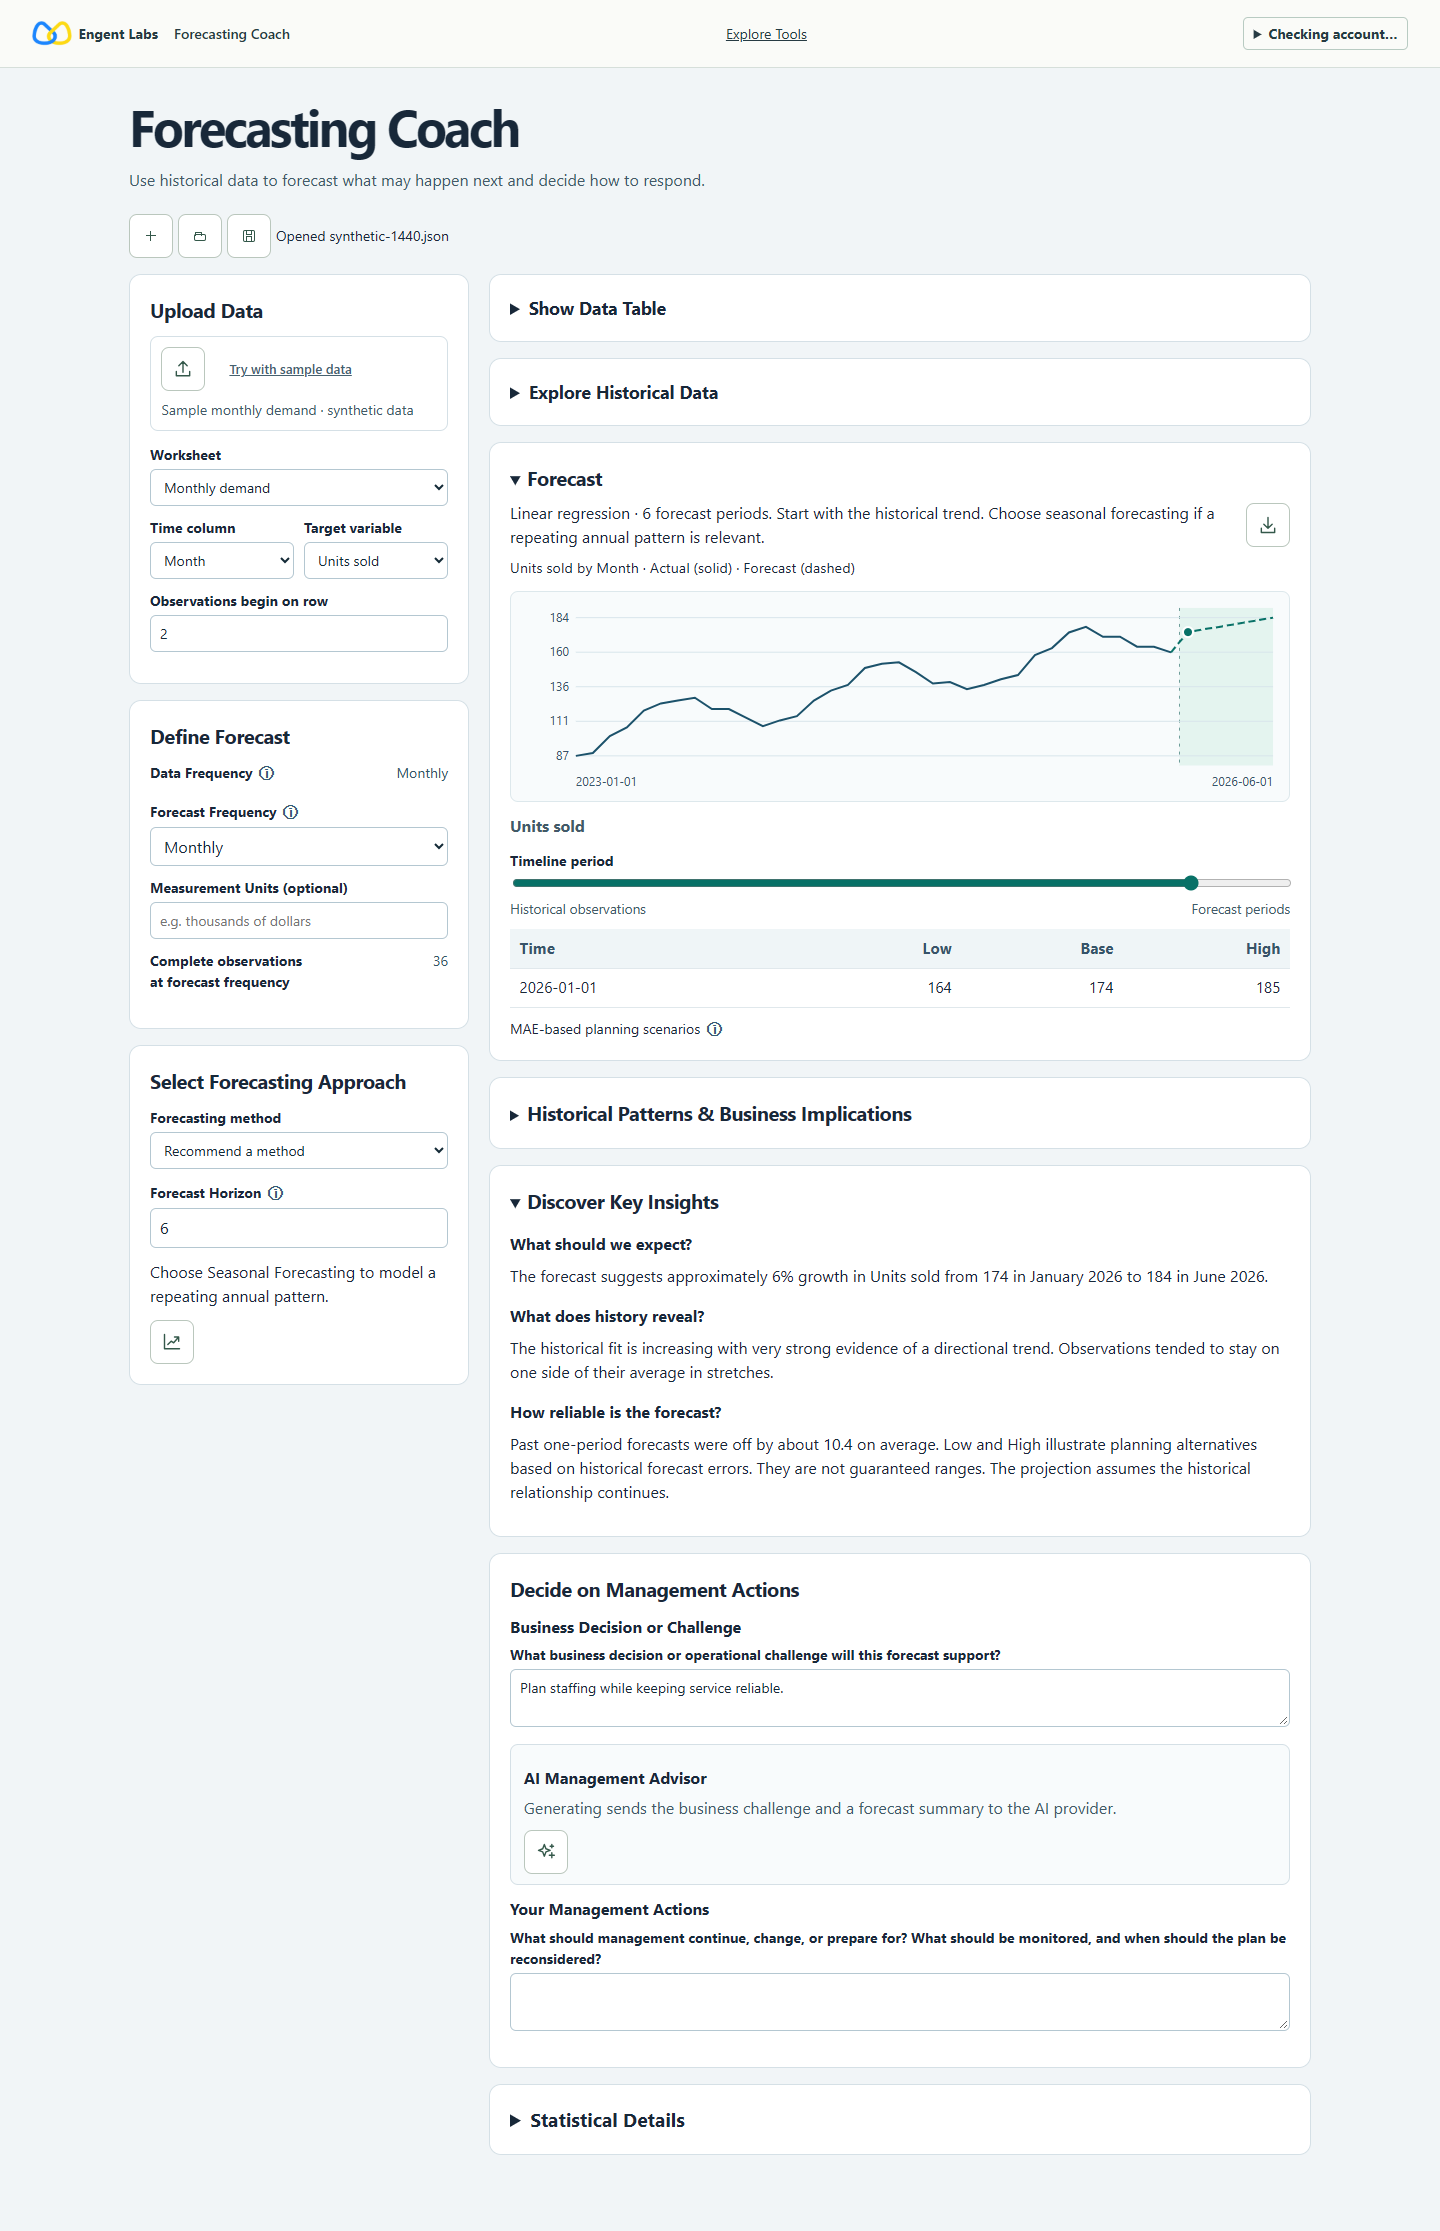 Engent Labs Forecasting Coach Explore Tools ▶ Checking account...
Forecasting Coach
Use historical data to forecast what may happen next and decide how to respond.
Opened synthetic-1440.json
Upload Data
Try with sample data
Sample monthly demand · synthetic data
Worksheet
Monthly demand
Time column Target variable
Month Units sold
Observations begin on row
2
Define Forecast
Data Frequency Monthly
Forecast Frequency
Monthly
Measurement Units (optional)
e.g. thousands of dollars
Complete observations 36
at forecast frequency
Select Forecasting Approach
Forecasting method
Recommend a method
Forecast Horizon
6
Choose Seasonal Forecasting to model a
repeating annual pattern.
▶ Show Data Table
▶ Explore Historical Data
▼ Forecast
Linear regression · 6 forecast periods. Start with the historical trend. Choose seasonal forecasting if a
repeating annual pattern is relevant.
Units sold by Month · Actual (solid) · Forecast (dashed)
184
160
136
111
87
2023-01-01 2026-06-01
Units sold
Timeline period
Historical observations Forecast periods
Time Low Base High
2026-01-01 164 174 185
MAE-based planning scenarios
▶ Historical Patterns & Business Implications
▼ Discover Key Insights
What should we expect?
The forecast suggests approximately 6% growth in Units sold from 174 in January 2026 to 184 in June 2026.
What does history reveal?
The historical fit is increasing with very strong evidence of a directional trend. Observations tended to stay on
one side of their average in stretches.
How reliable is the forecast?
Past one-period forecasts were off by about 10.4 on average. Low and High illustrate planning alternatives
based on historical forecast errors. They are not guaranteed ranges. The projection assumes the historical
relationship continues.
Decide on Management Actions
Business Decision or Challenge
What business decision or operational challenge will this forecast support?
Plan staffing while keeping service reliable.
AI Management Advisor
Generating sends the business challenge and a forecast summary to the AI provider.
Your Management Actions
What should management continue, change, or prepare for? What should be monitored, and when should the plan be
reconsidered?
▶ Statistical Details